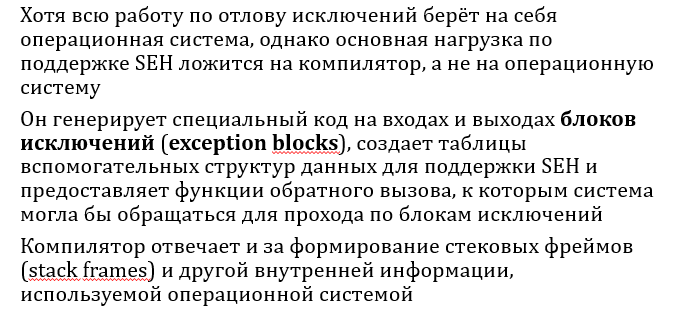 Хотя всю работу по отлову исключений берёт на себя
операционная система, однако основная нагрузка по
поддержке SEH ложится на компилятор, а не на операционную
систему
Он генерирует специальный код на входах и выходах блоков
исключений (exception blocks), создает таблицы
вспомогательных структур данных для поддержки SEH и
предоставляет функции обратного вызова, к которым система
могла бы обращаться для прохода по блокам исключений
Компилятор отвечает и за формирование стековых фреймов
(stack frames) и другой внутренней информации,
используемой операционной системой